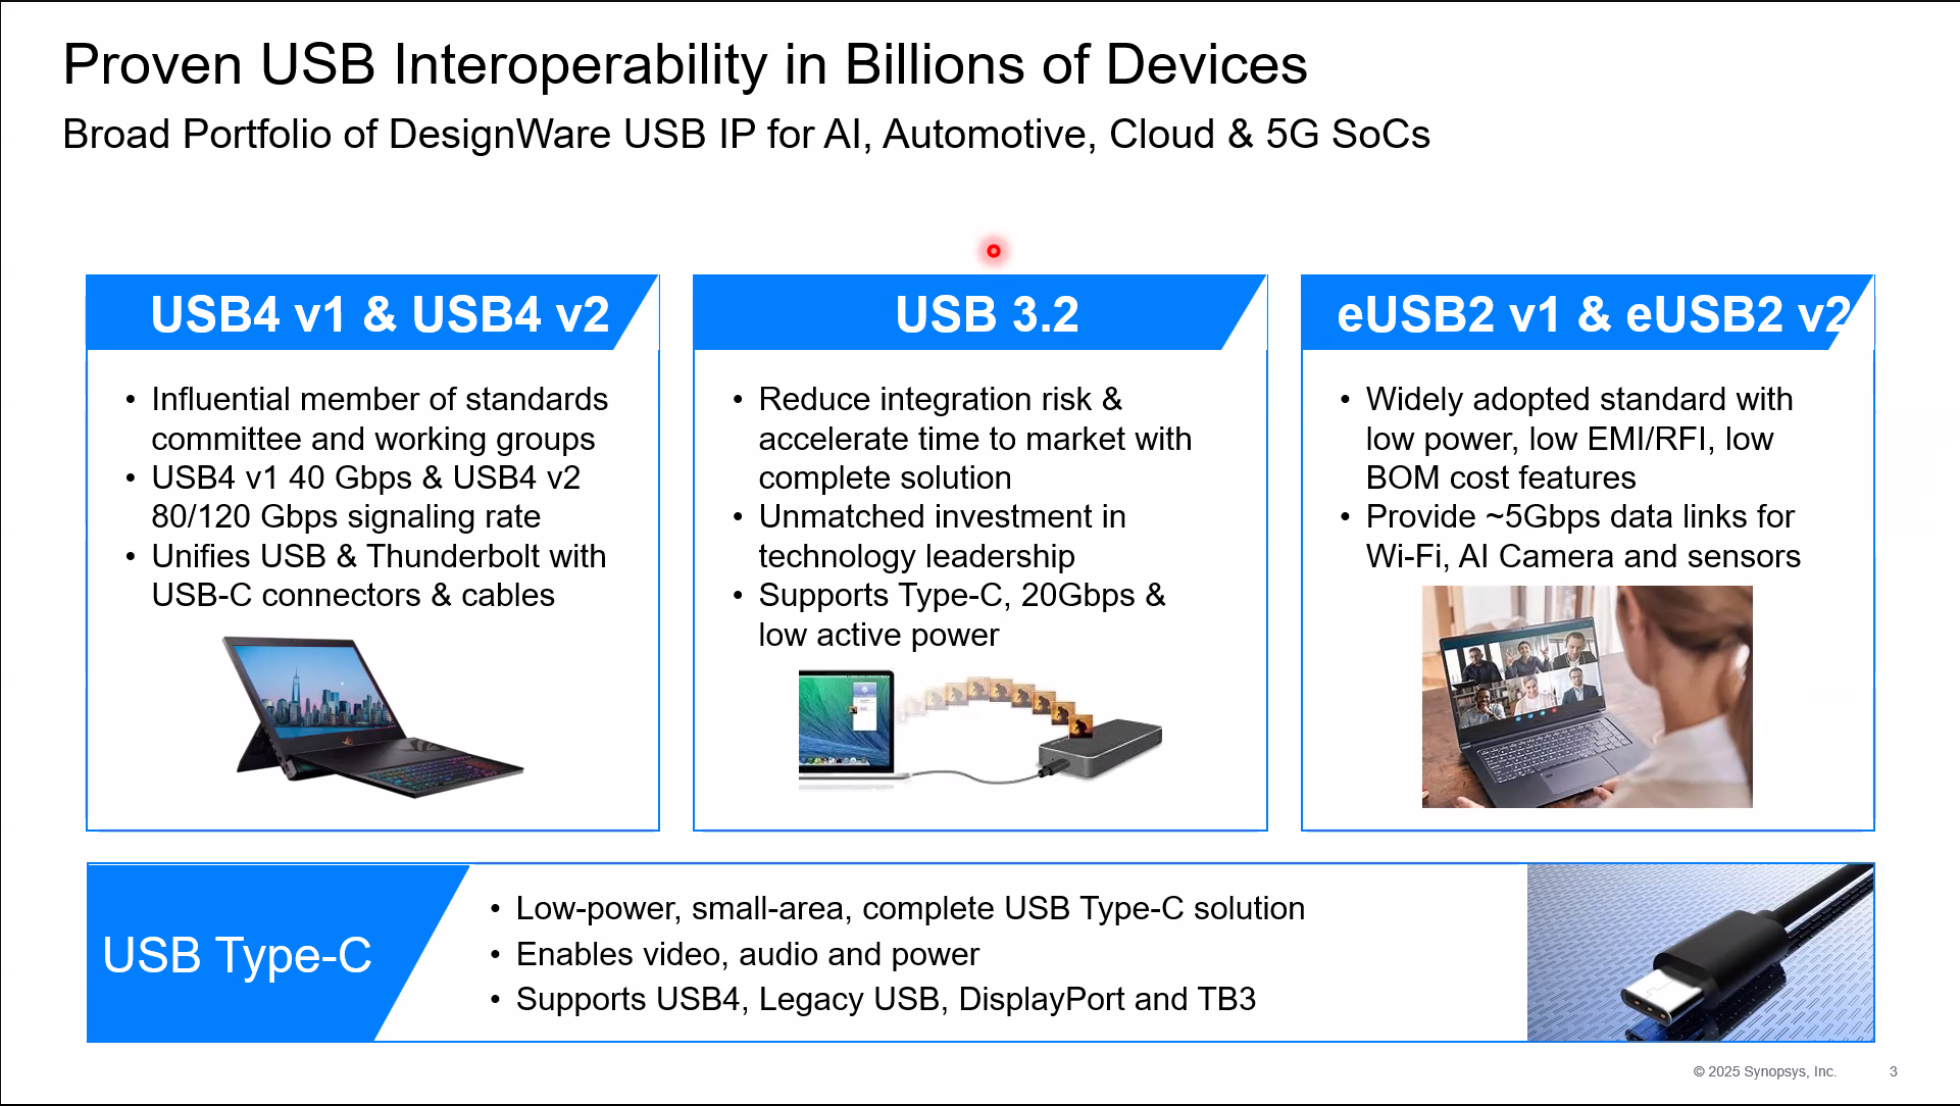 Proven USB Interoperability in Billions of Devices
Broad Portfolio of DesignWare USB IP for AI, Automotive, Cloud & 5G SoCs
USB4 v1 & USB4 v2
• Influential member of standards
committee and working groups
• USB4 v1 40 Gbps & USB4 v2
80/120 Gbps signaling rate
• Unifies USB & Thunderbolt with
USB-C connectors & cables
USB 3.2
• Reduce integration risk &
accelerate time to market with
complete solution
• Unmatched investment in
technology leadership
• Supports Type-C, 20Gbps &
low active power
eUSB2 v1 & eUSB2 v2
• Widely adopted standard with
low power, low EMI/RFI, low
BOM cost features
• Provide ~5Gbps data links for
Wi-Fi, AI Camera and sensors
USB Type-C
• Low-power, small-area, complete USB Type-C solution
• Enables video, audio and power
• Supports USB4, Legacy USB, DisplayPort and TB3
© 2025 Synopsys, Inc.
3